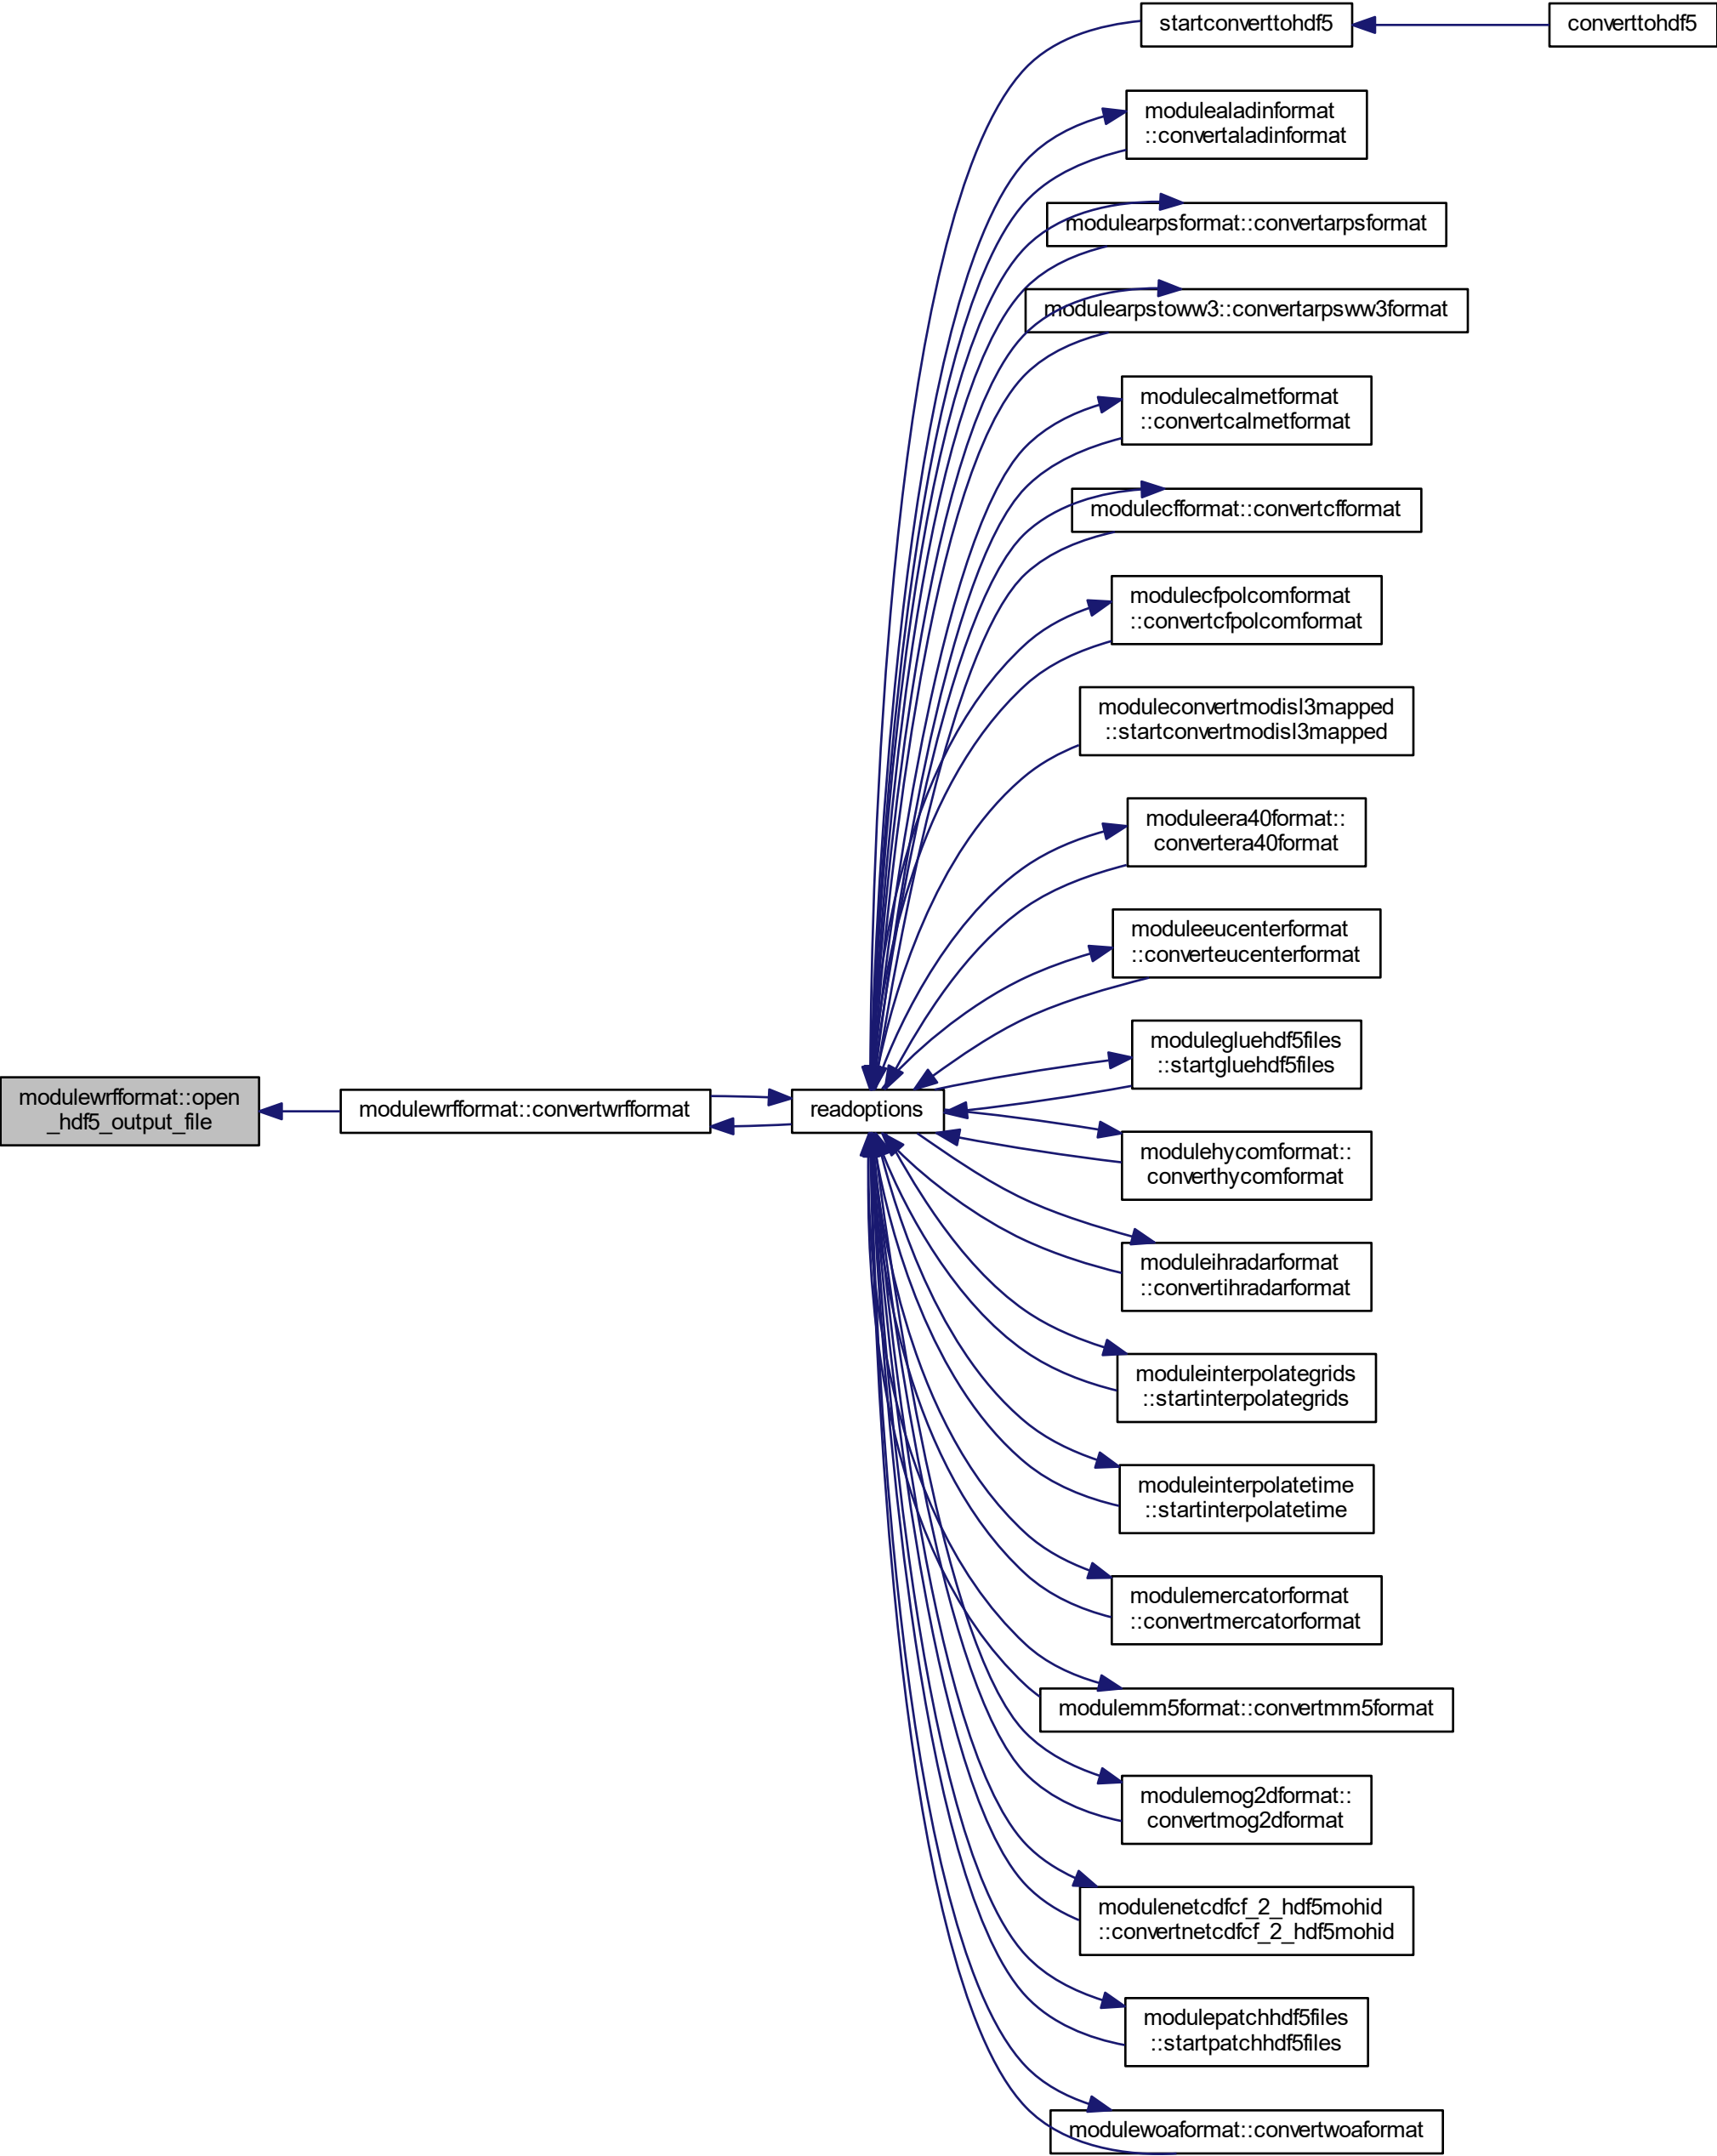 startconverttohdf5
converttohdf5
modulealadinformat
::convertaladinformat
modulearpsformat::convertarpsformat
modulearpstoww3::convertarpsww3format
modulecalmetformat
::convertcalmetformat
modulecfformat::convertcfformat
modulecfpolcomformat
::convertcfpolcomformat
moduleconvertmodisl3mapped
::startconvertmodisl3mapped
moduleera40format::
convertera40format
moduleeucenterformat
::converteucenterformat
modulegluehdf5files
::startgluehdf5files
modulewrfformat::open
_hdf5_output_file
modulewrfformat::convertwrfformat
readoptions
modulehycomformat::
converthycomformat
moduleihradarformat
::convertihradarformat
moduleinterpolategrids
::startinterpolategrids
moduleinterpolatetime
::startinterpolatetime
modulemercatorformat
::convertmercatorformat
modulemm5format::convertmm5format
modulemog2dformat::
convertmog2dformat
modulenetcdfcf_2_hdf5mohid
::convertnetcdfcf_2_hdf5mohid
modulepatchhdf5files
::startpatchhdf5files
modulewoaformat::convertwoaformat